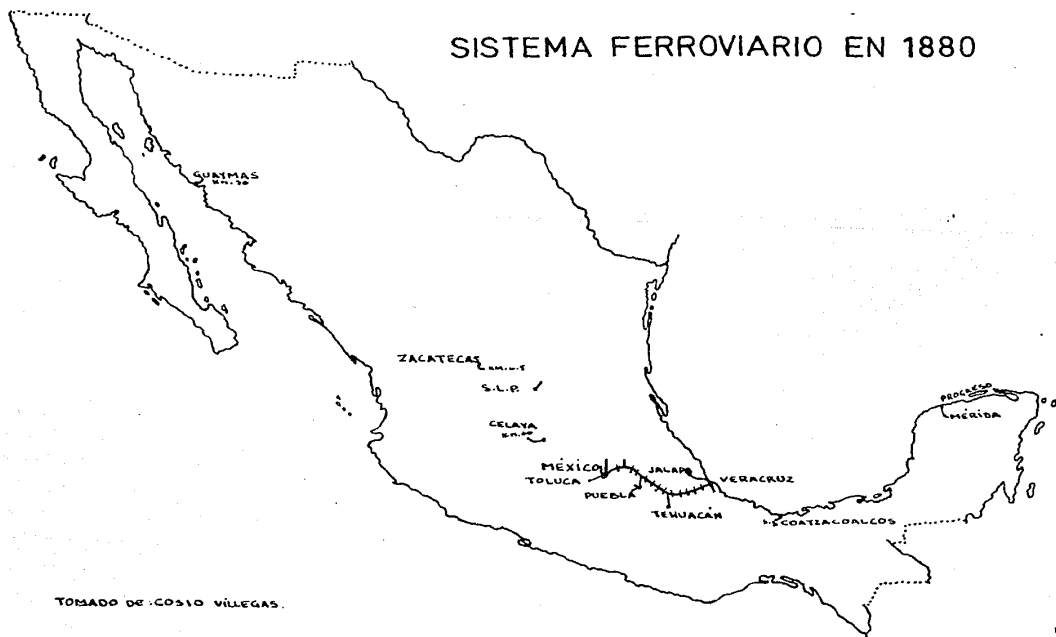 SISTEMA FERROVIARIO EN 1880
GUAYMAS
ZACATECAS
S.L.P.
CELAYA
PROGRESO
MÉRIDA
MÉXICO
JALAPA
TOLUCA
VERACRUZ
PUEBLA
TEHUACÁN
COATZACOALCOS
TOMADO DE: COSIO VILLEGAS.